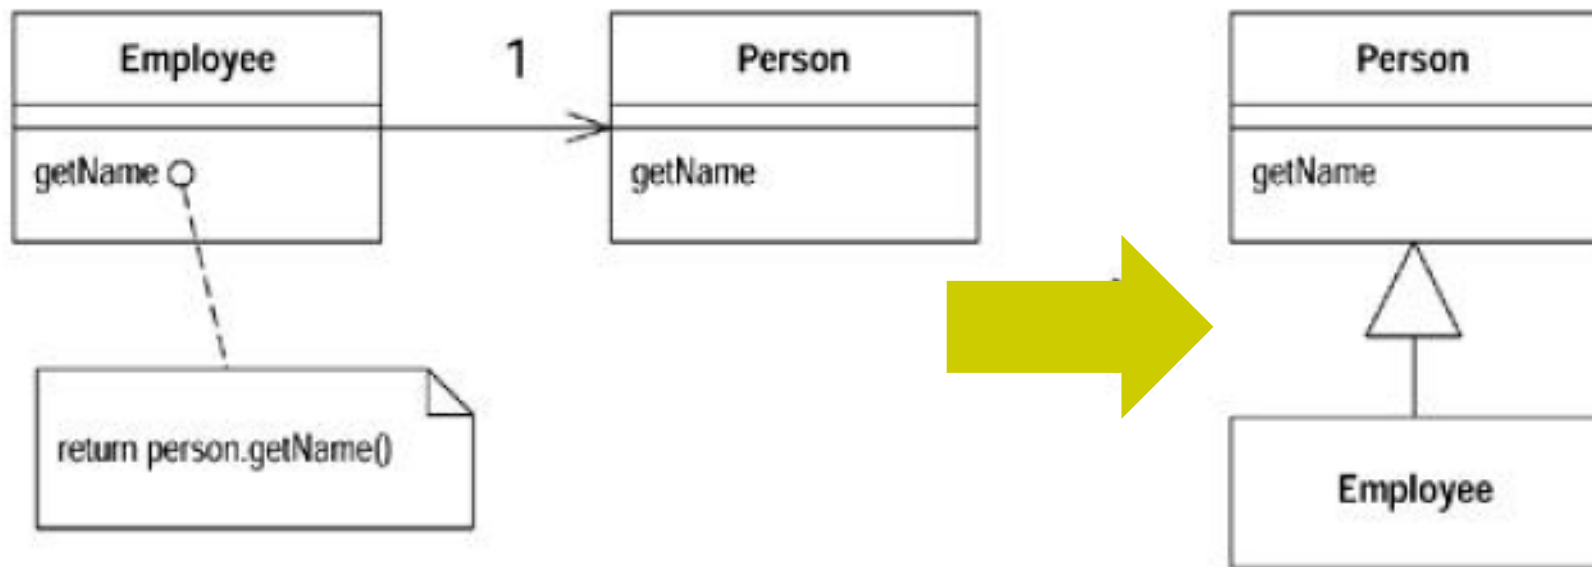 Employee
1
Person
getName
getName
return person.getName()
Person
getName
Employee